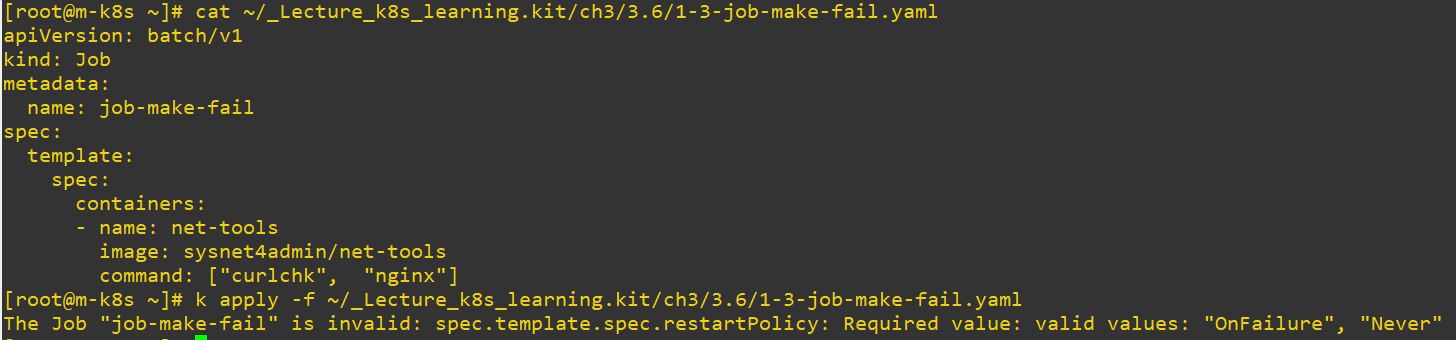 [root@m-k8s ~]# cat ~/_Lecture_k8s_learning.kit/ch3/3.6/1-3-job-make-fail.yaml
apiVersion: batch/v1
kind: Job
metadata:
  name: job-make-fail
spec:
  template:
    spec:
      containers:
      - name: net-tools
        image: sysnet4admin/net-tools
        command: ["curlchk",  "nginx"]
[root@m-k8s ~]# k apply -f ~/_Lecture_k8s_learning.kit/ch3/3.6/1-3-job-make-fail.yaml
The Job "job-make-fail" is invalid: spec.template.spec.restartPolicy: Required value: valid values: "OnFailure", "Never"